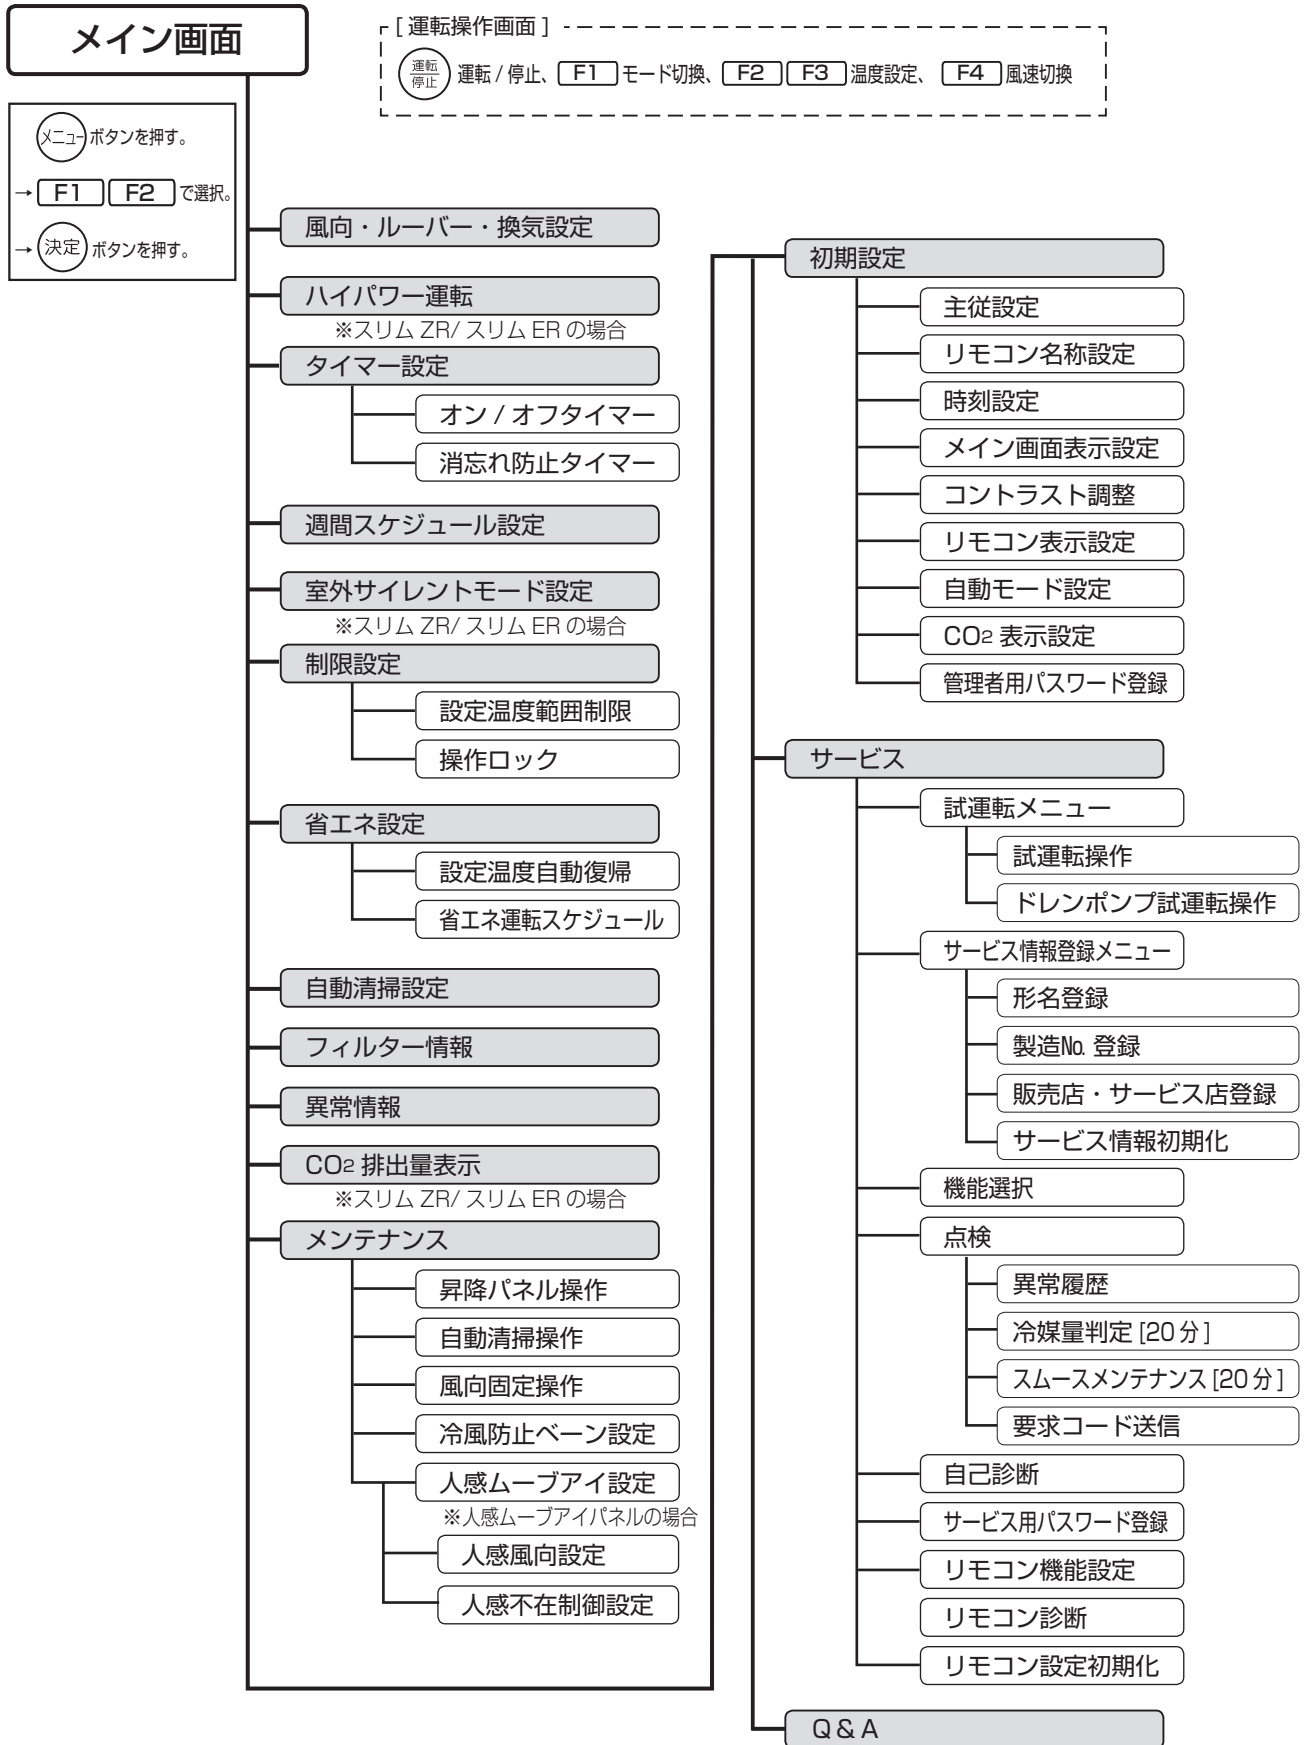 メイン画面
[ 運転操作画面 ]
運転
停止
運転 / 停止、 F1 モード切換、 F2 F3 温度設定、 F4 風速切換
メニュー ボタンを押す。
→ F1 F2 で選択。
→ 決定 ボタンを押す。
風向・ルーバー・換気設定
ハイパワー運転
※スリム ZR/ スリム ER の場合
タイマー設定
オン / オフタイマー
消忘れ防止タイマー
週間スケジュール設定
室外サイレントモード設定
※スリム ZR/ スリム ER の場合
制限設定
設定温度範囲制限
操作ロック
省エネ設定
設定温度自動復帰
省エネ運転スケジュール
自動清掃設定
フィルター情報
異常情報
CO2 排出量表示
※スリム ZR/ スリム ER の場合
メンテナンス
昇降パネル操作
自動清掃操作
風向固定操作
冷風防止ベーン設定
人感ムーブアイ設定
※人感ムーブアイパネルの場合
人感風向設定
人感不在制御設定
初期設定
主従設定
リモコン名称設定
時刻設定
メイン画面表示設定
コントラスト調整
リモコン表示設定
自動モード設定
CO2 表示設定
管理者用パスワード登録
サービス
試運転メニュー
試運転操作
ドレンポンプ試運転操作
サービス情報登録メニュー
形名登録
製造№ 登録
販売店・サービス店登録
サービス情報初期化
機能選択
点検
異常履歴
冷媒量判定 [20 分 ]
スムースメンテナンス [20 分 ]
要求コード送信
自己診断
サービス用パスワード登録
リモコン機能設定
リモコン診断
リモコン設定初期化
Q & A